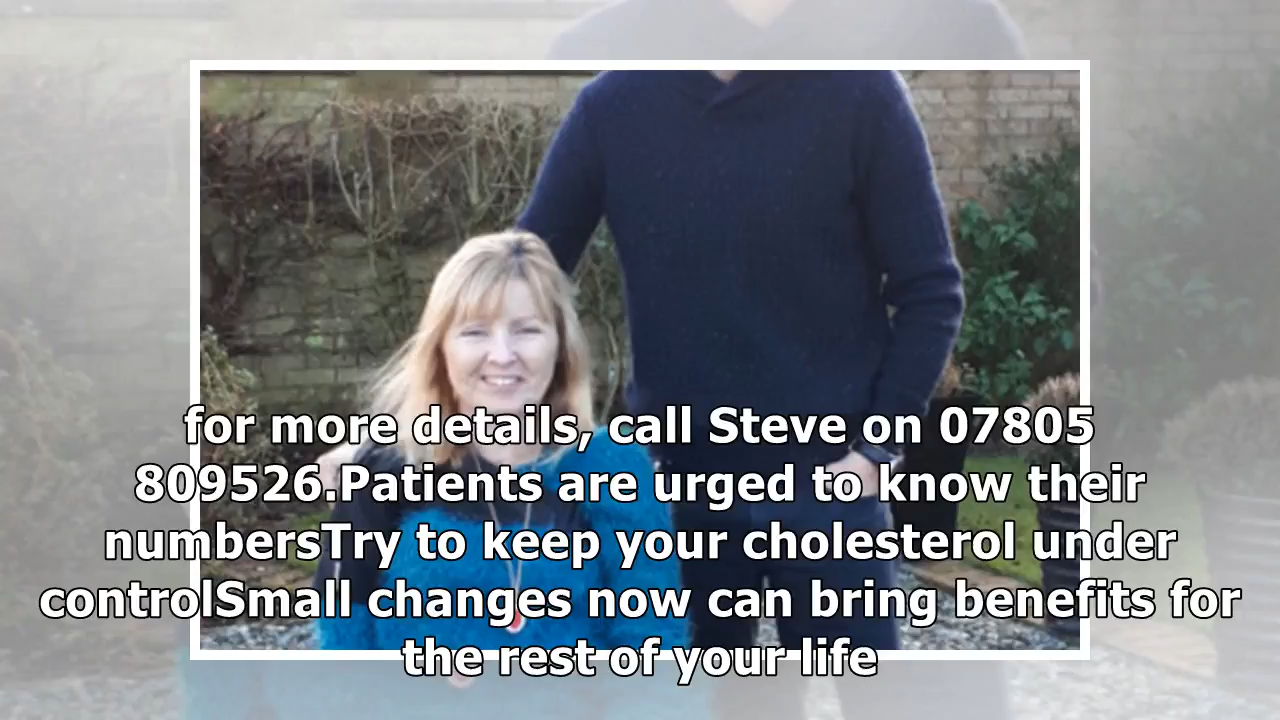 for more details, call Steve on 07805
809526.Patients are urged to know their
numbersTry to keep your cholesterol under
controlSmall changes now can bring benefits for
the rest of your life